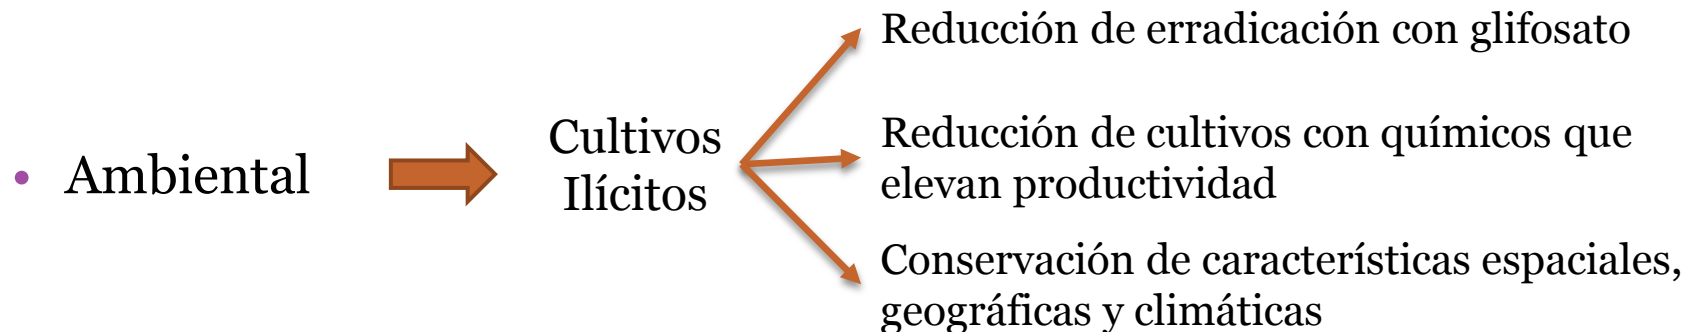 • Ambiental
Cultivos
Ilícitos
Reducción de erradicación con glifosato
Reducción de cultivos con químicos que
elevan productividad
Conservación de características espaciales,
geográficas y climáticas